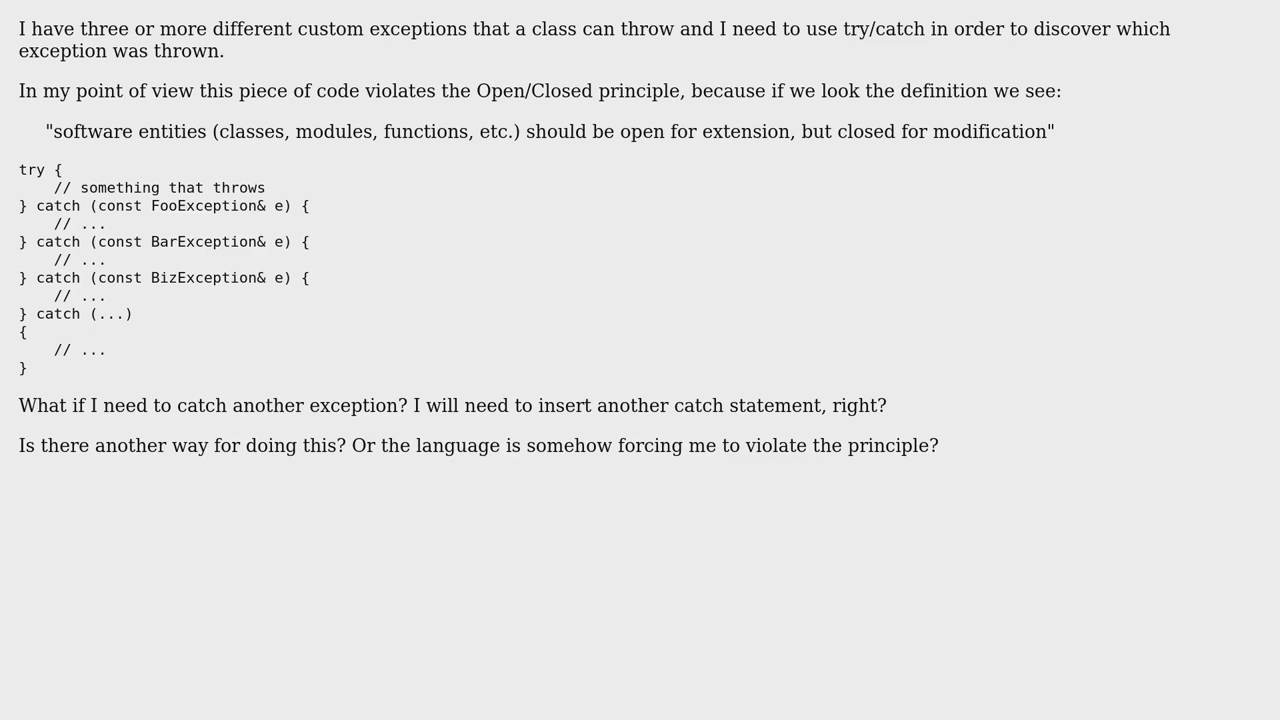 I have three or more different custom exceptions that a class can throw and I need to use try/catch in order to discover which
exception was thrown.
In my point of view this piece of code violates the Open/Closed principle, because if we look the definition we see:
"software entities (classes, modules, functions, etc.) should be open for extension, but closed for modification"
try {
    // something that throws
} catch (const FooException& e) {
    // ...
} catch (const BarException& e) {
    // ...
} catch (const BizException& e) {
    // ...
} catch (...)
{
    // ...
}
What if I need to catch another exception? I will need to insert another catch statement, right?
Is there another way for doing this? Or the language is somehow forcing me to violate the principle?